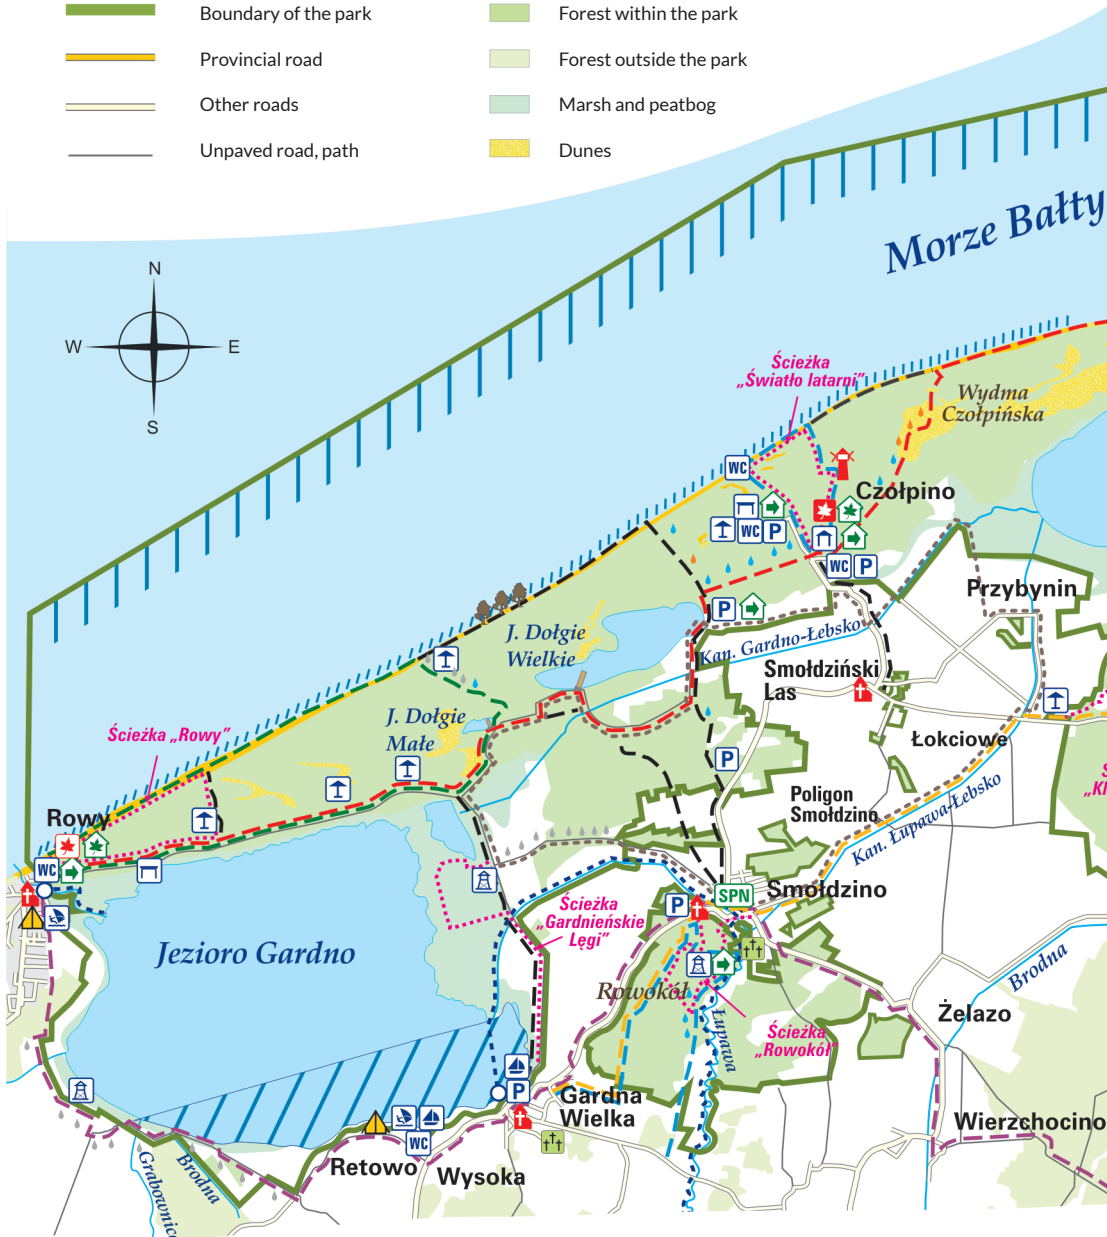 Boundary of the park
Forest within the park
Provincial road
Forest outside the park
Other roads
Marsh and peatbog
Unpaved road, path
Dunes
Morze Bałty
N
W
E
S
Ścieżka
„Światło latarni”
Wydma
Czołpińska
WC
Czołpino
WC
P
WC
P
Przybynin
P
J. Dołgie
Wielkie
Kan. Gardno-Łebsko
Smołdziński
Las
J. Dołgie
Małe
Ścieżka „Rowy”
Łokciowe
P
S
„Kl
Poligon
Smołdzino
Kan. Łupawa-Łebsko
Rowy
WC
SPN
Smołdzino
P
Ścieżka
„Gardnieńskie
Łęgi”
Jezioro Gardno
Rowokół
Brodna
Żelazo
Łupawa
Ścieżka
„Rowokół”
P
Gardna
Wielka
Wierzchocino
WC
Retowo
Wysoka
Brodna
Grabownica